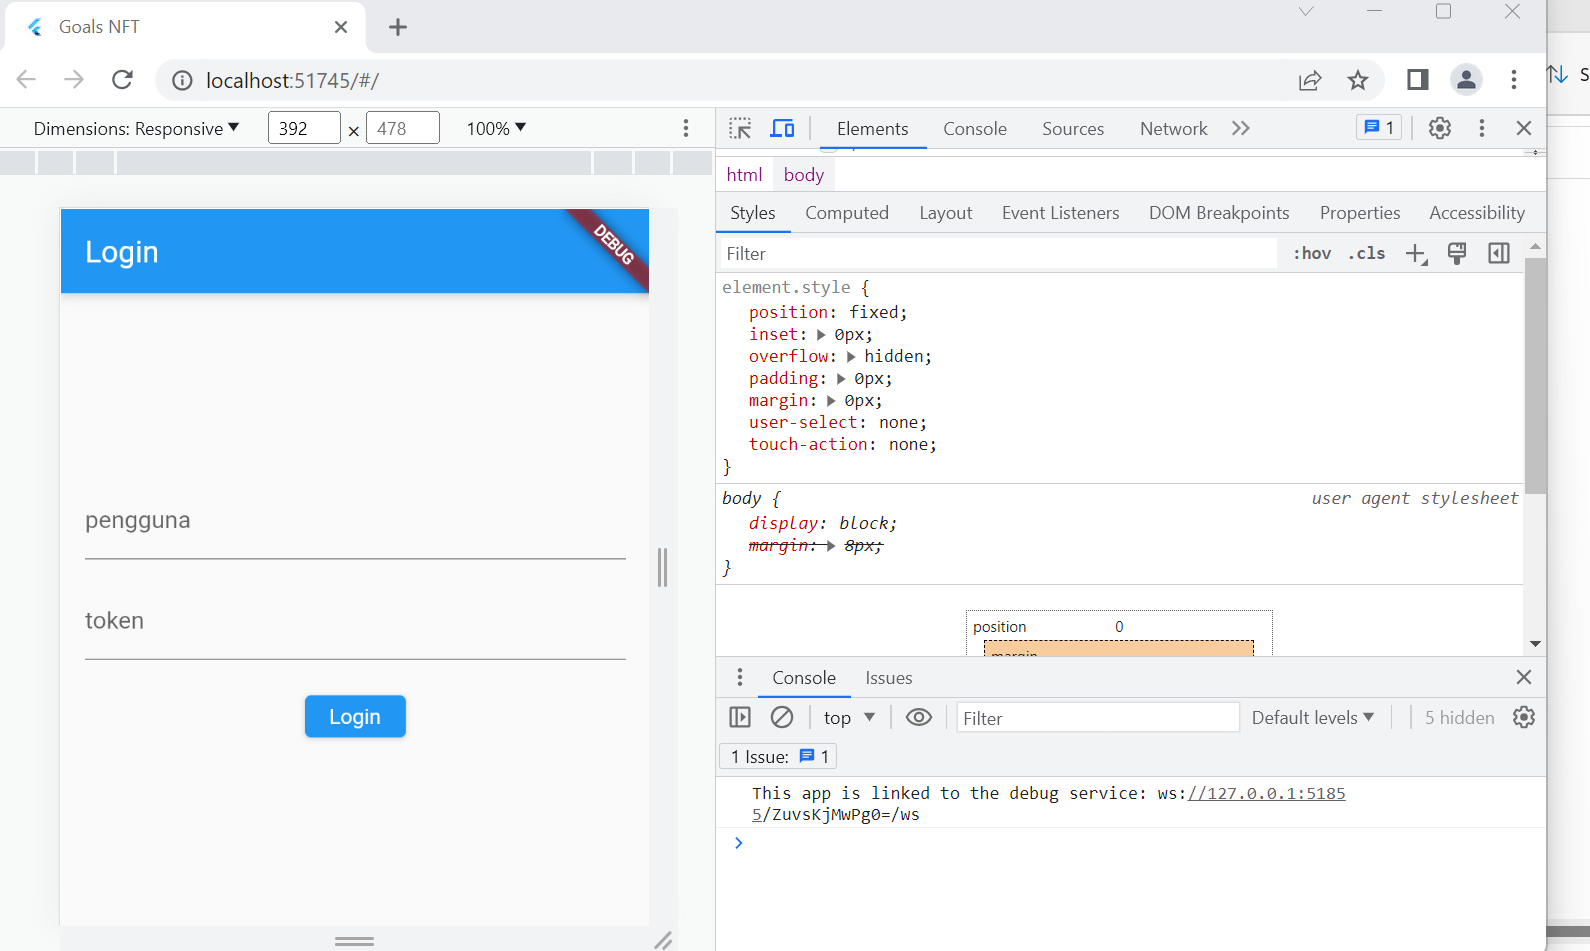 Goals NFT
localhost:51745/#/
S
Dimensions: Responsive 392 × 478 100%
Elements Console Sources Network 1
html body
Styles Computed Layout Event Listeners DOM Breakpoints Properties Accessibility
Filter :hov .cls
element.style {
position: fixed;
inset: 0px;
overflow: hidden;
padding: 0px;
margin: 0px;
user-select: none;
touch-action: none;
}
body { user agent stylesheet
display: block;
margin: 8px;
}
position 0
margin
Login DEBUG
pengguna
token
Login
Console Issues
top Filter Default levels 5 hidden
1 Issue: 1
This app is linked to the debug service: ws://127.0.0.1:5185
5/ZuvsKjMwPg0=/ws